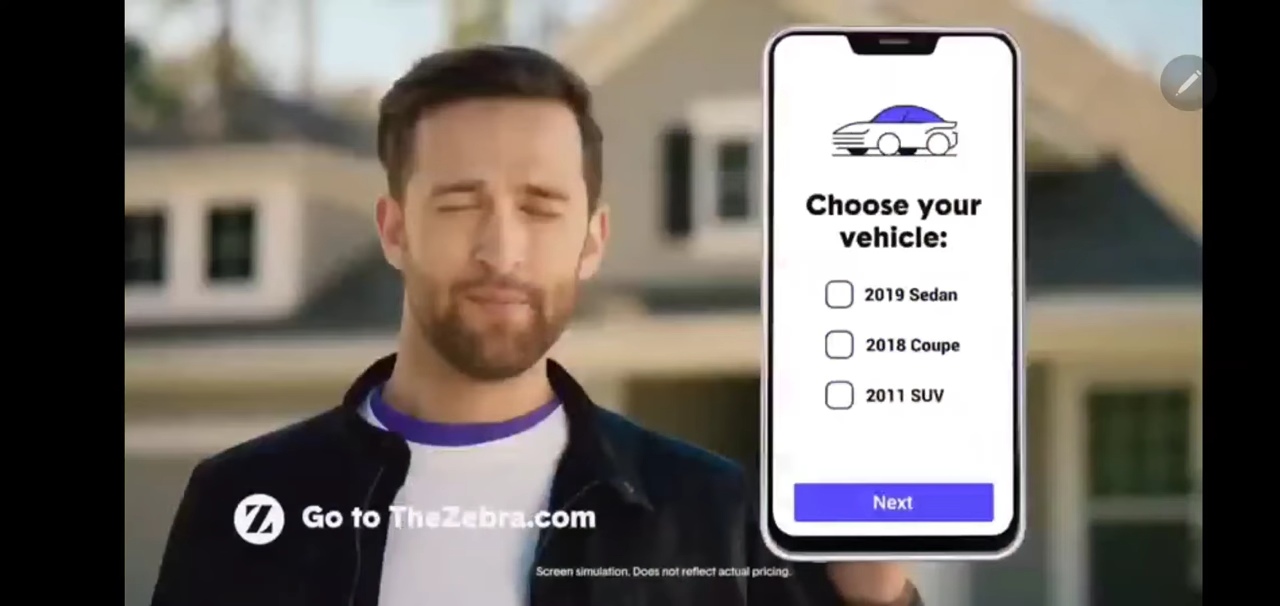 Choose your
vehicle:
2019 Sedan
2018 Coupe
2011 SUV
Next
Z Go to TheZebra.com
Screen simulation. Does not reflect actual pricing.